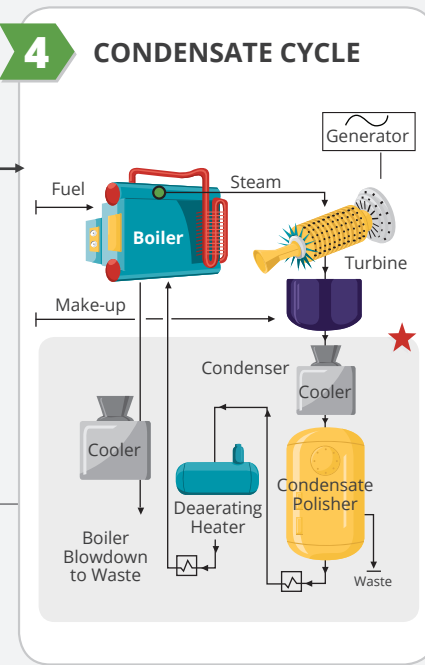 4
CONDENSATE CYCLE
Generator
Fuel
Steam
Boiler
Turbine
Make-up
Condenser
Cooler
Cooler
Condensate
Polisher
Deaerating
Heater
Boiler
Blowdown
to Waste
Waste